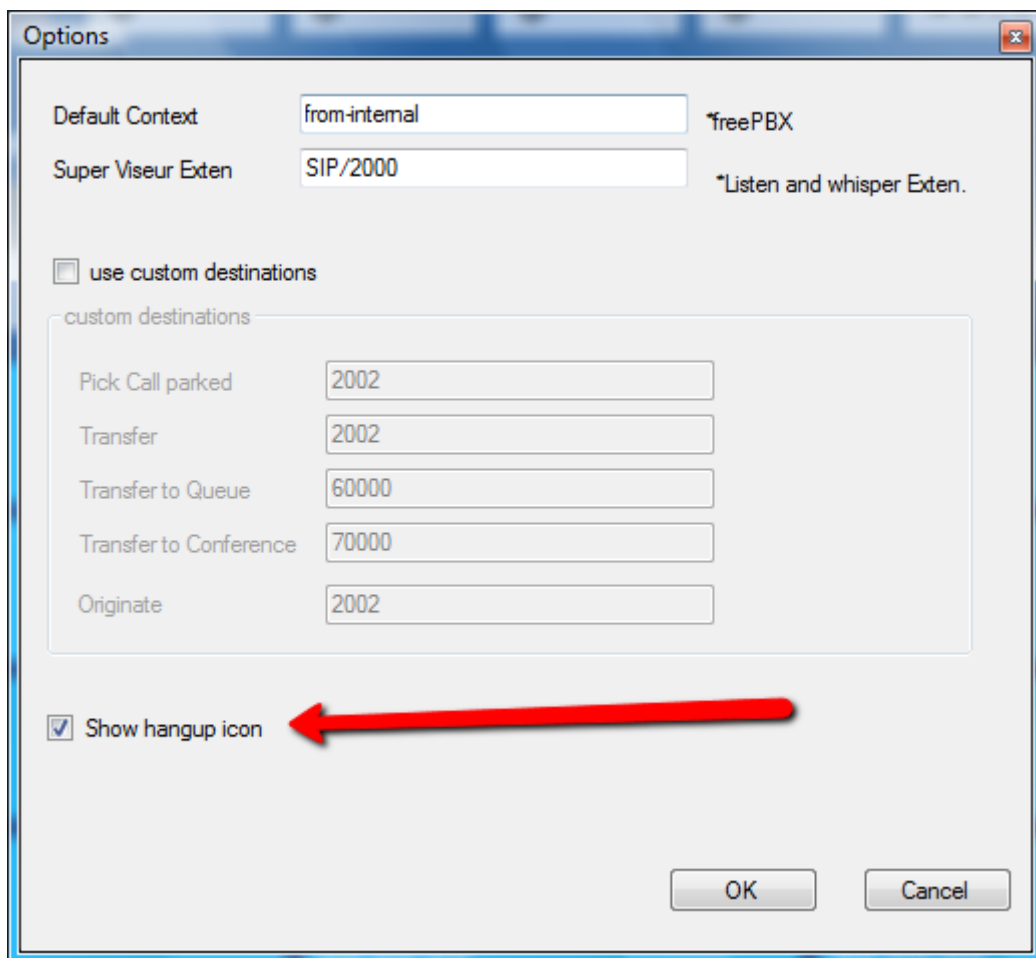 Options
Default Context from-internal *freePBX
Super Viseur Exten SIP/2000 *Listen and whisper Exten.
use custom destinations
custom destinations
Pick Call parked 2002
Transfer 2002
Transfer to Queue 60000
Transfer to Conference 70000
Originate 2002
Show hangup icon
OK Cancel